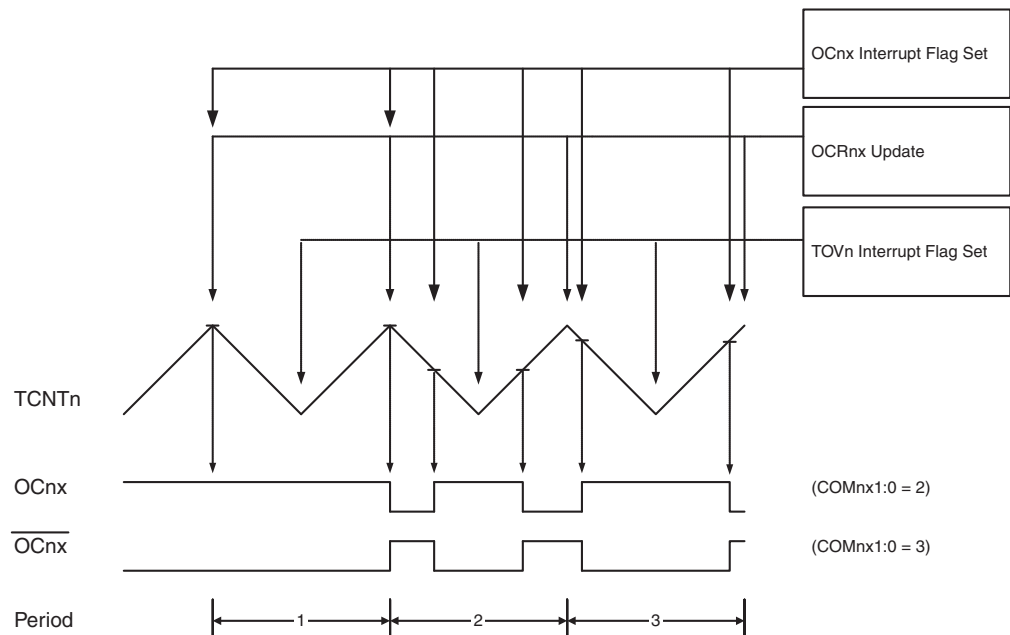 OCnx Interrupt Flag Set
OCRnx Update
TOVn Interrupt Flag Set
TCNTn
OCnx
(COMnx1:0 = 2)
OCnx
(COMnx1:0 = 3)
Period
1
2
3